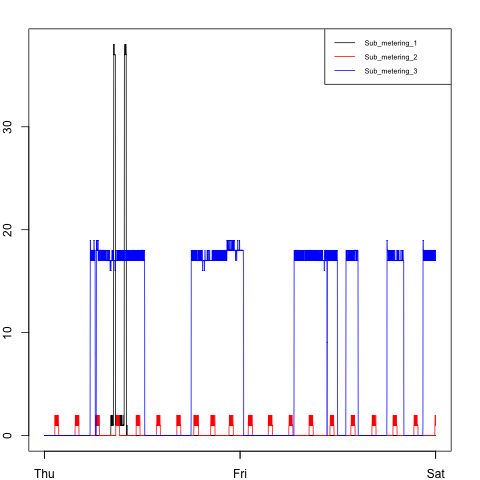 Sub_metering_1
Sub_metering_2
Sub_metering_3
30
20
10
0
Thu Fri Sat